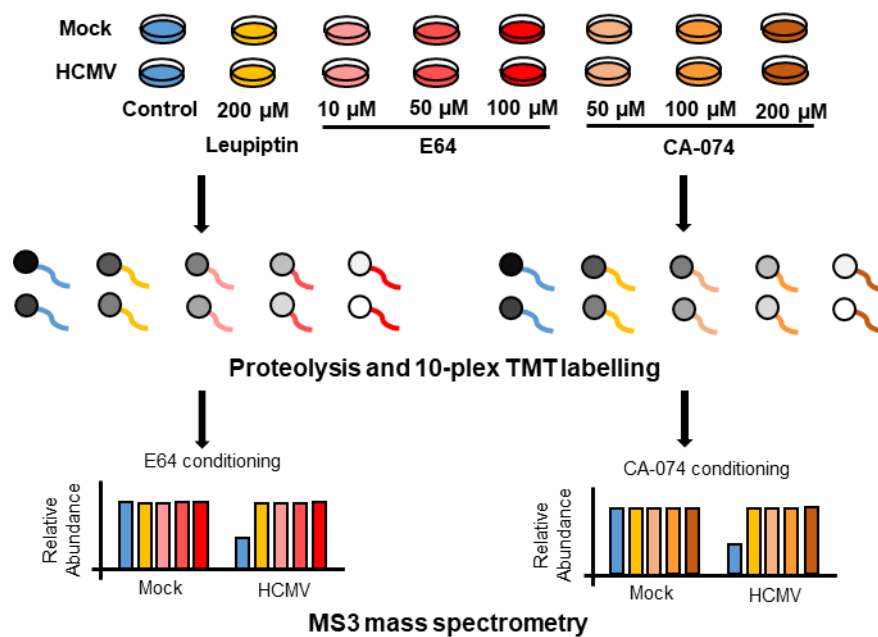 Mock
HCMV
Control 200 µM 10 µM 50 µM 100 µM 50 µM 100 µM 200 µM
Leupiptin E64 CA-074
Proteolysis and 10-plex TMT labelling
E64 conditioning
Relative
Abundance
Mock HCMV
CA-074 conditioning
Relative
Abundance
Mock HCMV
MS3 mass spectrometry